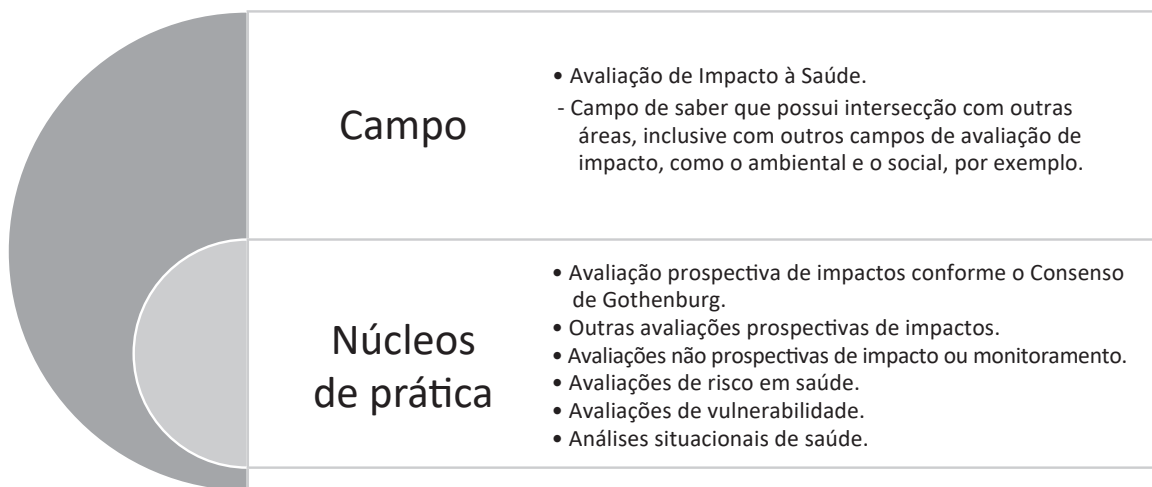 Campo
• Avaliação de Impacto à Saúde.
- Campo de saber que possui intersecção com outras
áreas, inclusive com outros campos de avaliação de
impacto, como o ambiental e o social, por exemplo.
Núcleos
de prática
• Avaliação prospectiva de impactos conforme o Consenso
de Gothenburg.
• Outras avaliações prospectivas de impactos.
• Avaliações não prospectivas de impacto ou monitoramento.
• Avaliações de risco em saúde.
• Avaliações de vulnerabilidade.
• Análises situacionais de saúde.